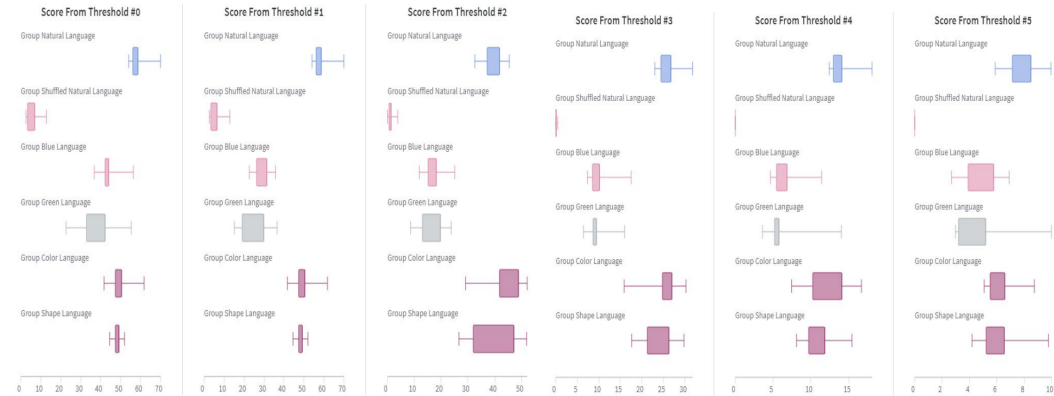 Score From Threshold #0
Group Natural Language
Group Shuffled Natural Language
Group Blue Language
Group Green Language
Group Color Language
Group Shape Language
0 10 20 30 40 50 60 70
Score From Threshold #1
Group Natural Language
Group Shuffled Natural Language
Group Blue Language
Group Green Language
Group Color Language
Group Shape Language
0 10 20 30 40 50 60 70
Score From Threshold #2
Group Natural Language
Group Shuffled Natural Language
Group Blue Language
Group Green Language
Group Color Language
Group Shape Language
0 10 20 30 40 50
Score From Threshold #3
Group Natural Language
Group Shuffled Natural Language
Group Blue Language
Group Green Language
Group Color Language
Group Shape Language
0 5 10 15 20 25 30
Score From Threshold #4
Group Natural Language
Group Shuffled Natural Language
Group Blue Language
Group Green Language
Group Color Language
Group Shape Language
0 5 10 15
Score From Threshold #5
Group Natural Language
Group Shuffled Natural Language
Group Blue Language
Group Green Language
Group Color Language
Group Shape Language
0 2 4 6 8 10